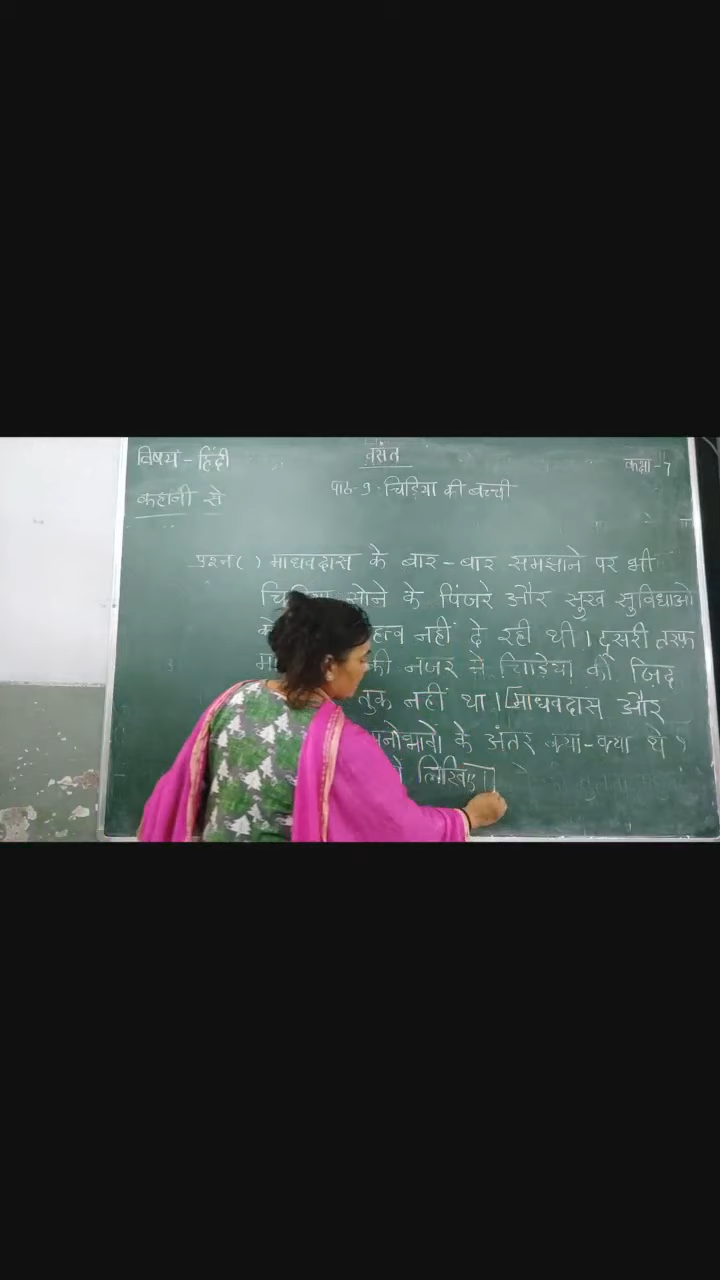 विषय - हिंदी
वसंत
कक्षा - 7
पाठ - 9 चिड़िया की बच्ची
कहानी से
प्रश्न ( ) माधवदास के बार - बार समझाने पर भी
सोने के पिंजरे और सुख सुविधाओ
नहीं दे रही थी । दूसरी तरफ
की नजर मे चिड़िया की ज़िद
तुक नहीं था । माधवदास और
मनोभावों के अंतर क्या - क्या थे ?
लिखिए ।